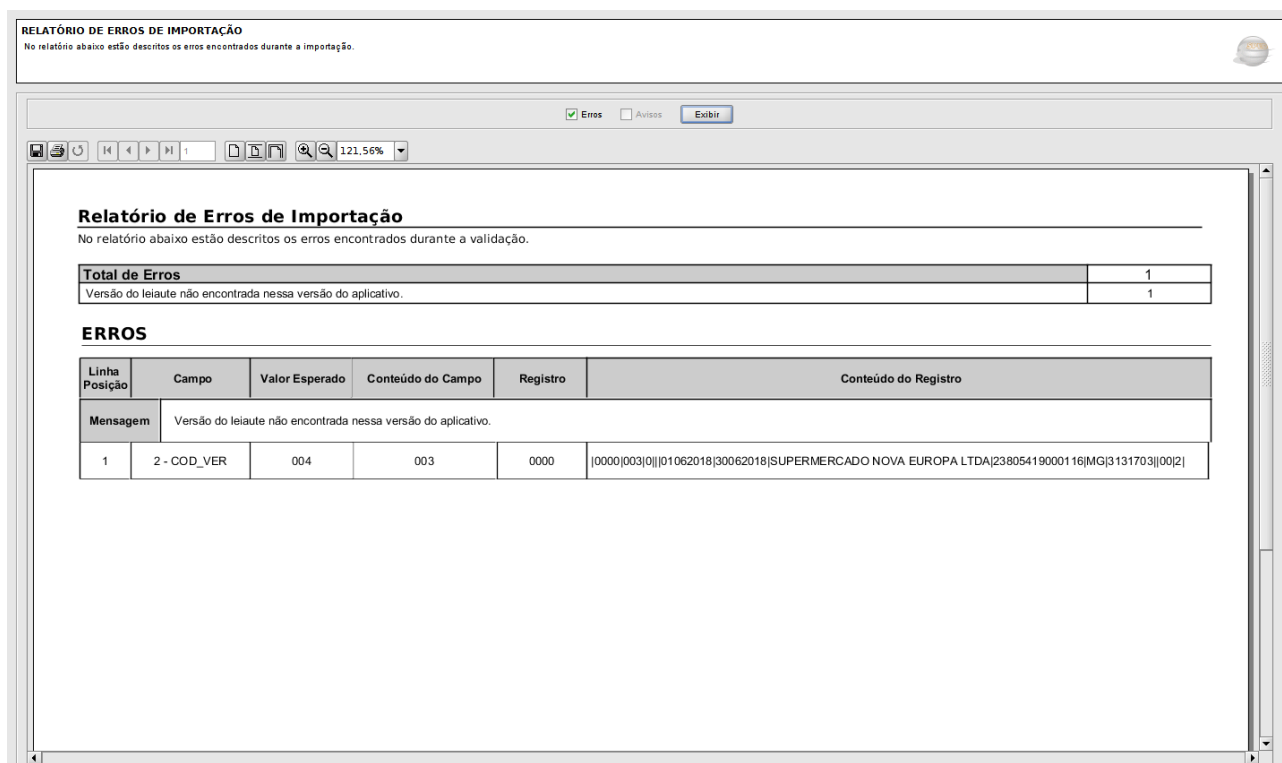 RELATÓRIO DE ERROS DE IMPORTAÇÃO
No relatório abaixo estão descritos os erros encontrados durante a importação.
Erros Avisos Exibir
1 121,56%
Relatório de Erros de Importação
No relatório abaixo estão descritos os erros encontrados durante a validação.
Total de Erros 1
Versão do leiaute não encontrada nessa versão do aplicativo. 1
ERROS
Linha Posição Campo Valor Esperado Conteúdo do Campo Registro Conteúdo do Registro
Mensagem Versão do leiaute não encontrada nessa versão do aplicativo.
1 2 - COD_VER 004 003 0000 |0000|003|0|||01062018|30062018|SUPERMERCADO NOVA EUROPA LTDA|23805419000116|MG|3131703||00|2|